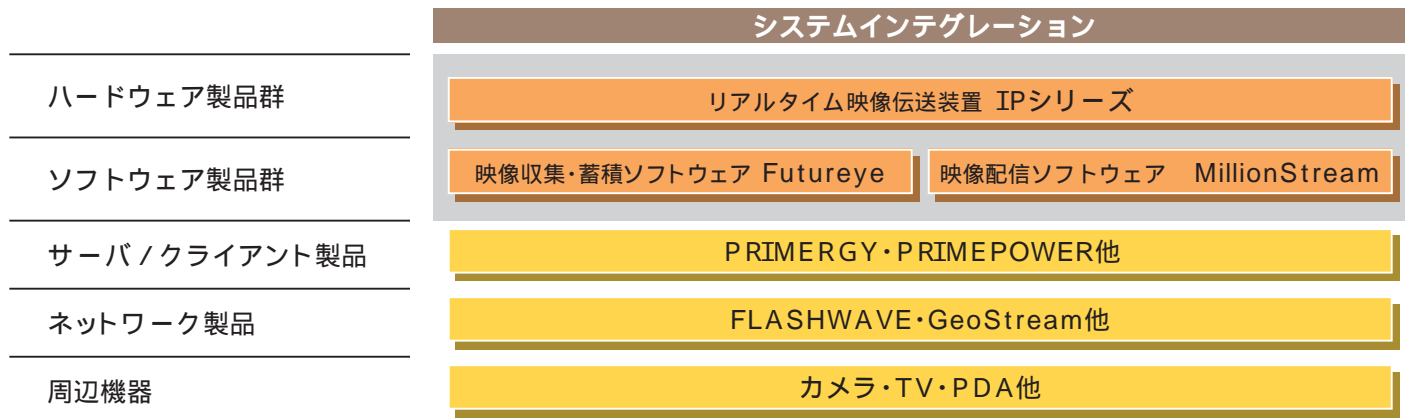 システムインテグレーション
ハードウェア製品群
リアルタイム映像伝送装置 IPシリーズ
ソフトウェア製品群
映像収集・蓄積ソフトウェア Futureye
映像配信ソフトウェア MillionStream
サーバ/クライアント製品
PRIMERGY・PRIMEPOWER他
ネットワーク製品
FLASHWAVE・GeoStream他
周辺機器
カメラ・TV・PDA他